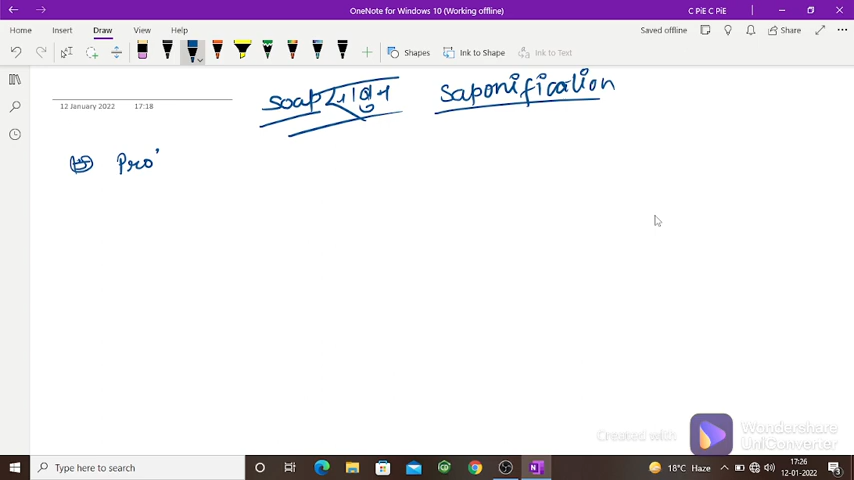 OneNote for Windows 10 (Working offline)
C PiE C PiE
Home Insert Draw View Help
Saved offline
Share
Shapes
Ink to Shape
Ink to Text
soap साबुन Saponification
12 January 2022 17:18
Pro
Created with
Wondershare
UniConverter
Type here to search
18°C Haze
17:26
12-01-2022
3